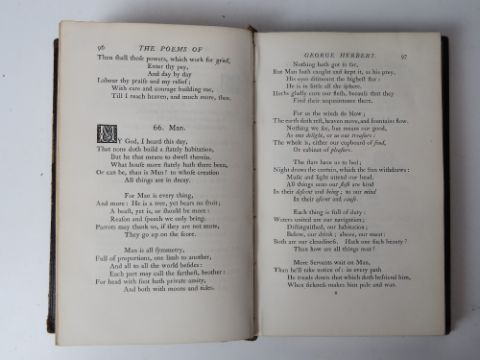 96 THE POEMS OF
Then shall those powers, which work for grief,
Enter thy pay,
And day by day
Labour thy praise and my relief ;
With care and courage building me,
Till I reach heaven, and much more, thee.
66. Man.
MY God, I heard this day,
That none doth build a stately habitation,
But he that means to dwell therein.
What house more stately hath there been,
Or can be, than is Man? to whose creation
All things are in decay.
For Man is every thing,
And more : He is a tree, yet bears no fruit ;
A beast, yet is, or should be more :
Reason and speech we only bring.
Parrots may thank us, if they are not mute,
They go upon the score.
Man is all symmetry,
Full of proportions, one limb to another,
And all to all the world besides :
Each part may call the farthest, brother :
For head with foot hath private amity,
And both with moons and tides.
GEORGE HERBERT. 97
Nothing hath got so far,
But Man hath caught and kept it, as his prey.
His eyes dismount the highest star :
He is in little all the sphere.
Herbs gladly cure our flesh, because that they
Find their acquaintance there.
For us the winds do blow ;
The earth doth rest, heaven move, and fountains flow.
Nothing we see, but means our good,
As our delight, or as our treasure :
The whole is, either our cupboard of food,
Or cabinet of pleasure.
The stars have us to bed ;
Night draws the curtain, which the Sun withdraws :
Music and light attend our head.
All things unto our flesh are kind
In their descent and being ; to our mind
In their ascent and cause.
Each thing is full of duty :
Waters united are our navigation ;
Distinguished, our habitation ;
Below, our drink ; above, our meat :
Both are our cleanliness. Hath one such beauty ?
Then how are all things neat !
More Servants wait on Man,
Than he'll take notice of : in every path
He treads down that which doth befriend him,
When sickness makes him pale and wan.